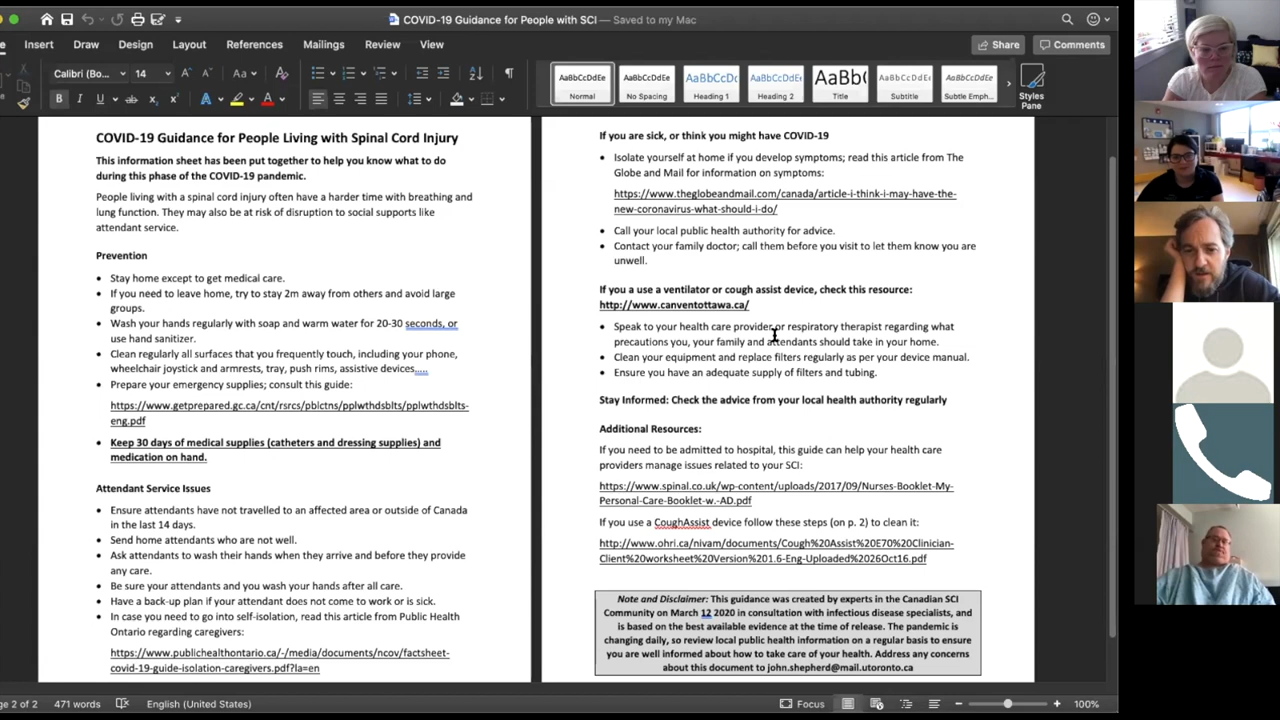 COVID-19 Guidance for People with SCI — Saved to my Mac
Insert Draw Design Layout References Mailings Review View Share Comments
Calibri (Bo... 14
AaBbCcDdEe AaBbCcDdEe AaBbCcDc AaBbCcDdEe AaBb( AaBbCcDdEe AaBbCcDdEe
Normal No Spacing Heading 1 Heading 2 Title Subtitle Subtle Emph... Styles
Pane
COVID-19 Guidance for People Living with Spinal Cord Injury
This information sheet has been put together to help you know what to do
during this phase of the COVID-19 pandemic.
People living with a spinal cord injury often have a harder time with breathing and
lung function. They may also be at risk of disruption to social supports like
attendant service.
Prevention
• Stay home except to get medical care.
• If you need to leave home, try to stay 2m away from others and avoid large
groups.
• Wash your hands regularly with soap and warm water for 20-30 seconds, or
use hand sanitizer.
• Clean regularly all surfaces that you frequently touch, including your phone,
wheelchair joystick and armrests, tray, push rims, assistive devices.....
• Prepare your emergency supplies; consult this guide:
https://www.getprepared.gc.ca/cnt/rsrcs/pblctns/pplwthdsblts/pplwthdsblts-
eng.pdf
• Keep 30 days of medical supplies (catheters and dressing supplies) and
medication on hand.
Attendant Service Issues
• Ensure attendants have not travelled to an affected area or outside of Canada
in the last 14 days.
• Send home attendants who are not well.
• Ask attendants to wash their hands when they arrive and before they provide
any care.
• Be sure your attendants and you wash your hands after all care.
• Have a back-up plan if your attendant does not come to work or is sick.
• In case you need to go into self-isolation, read this article from Public Health
Ontario regarding caregivers:
https://www.publichealthontario.ca/-/media/documents/ncov/factsheet-
covid-19-guide-isolation-caregivers.pdf?la=en
If you are sick, or think you might have COVID-19
• Isolate yourself at home if you develop symptoms; read this article from The
Globe and Mail for information on symptoms:
https://www.theglobeandmail.com/canada/article-i-think-i-may-have-the-
new-coronavirus-what-should-i-do/
• Call your local public health authority for advice.
• Contact your family doctor; call them before you visit to let them know you are
unwell.
If you a use a ventilator or cough assist device, check this resource:
http://www.canventottawa.ca/
• Speak to your health care provider or respiratory therapist regarding what
precautions you, your family and attendants should take in your home.
• Clean your equipment and replace filters regularly as per your device manual.
• Ensure you have an adequate supply of filters and tubing.
Stay Informed: Check the advice from your local health authority regularly
Additional Resources:
If you need to be admitted to hospital, this guide can help your health care
providers manage issues related to your SCI:
https://www.spinal.co.uk/wp-content/uploads/2017/09/Nurses-Booklet-My-
Personal-Care-Booklet-w.-AD.pdf
If you use a CoughAssist device follow these steps (on p. 2) to clean it:
http://www.ohri.ca/nivam/documents/Cough%20Assist%20E70%20Clinician-
Client%20worksheet%20Version%201.6-Eng-Uploaded%2026Oct16.pdf
Note and Disclaimer: This guidance was created by experts in the Canadian SCI
Community on March 12 2020 in consultation with infectious disease specialists, and
is based on the best available evidence at the time of release. The pandemic is
changing daily, so review local public health information on a regular basis to ensure
you are well informed about how to take care of your health. Address any concerns
about this document to john.shepherd@mail.utoronto.ca
age 2 of 2 471 words English (United States) Focus 100%